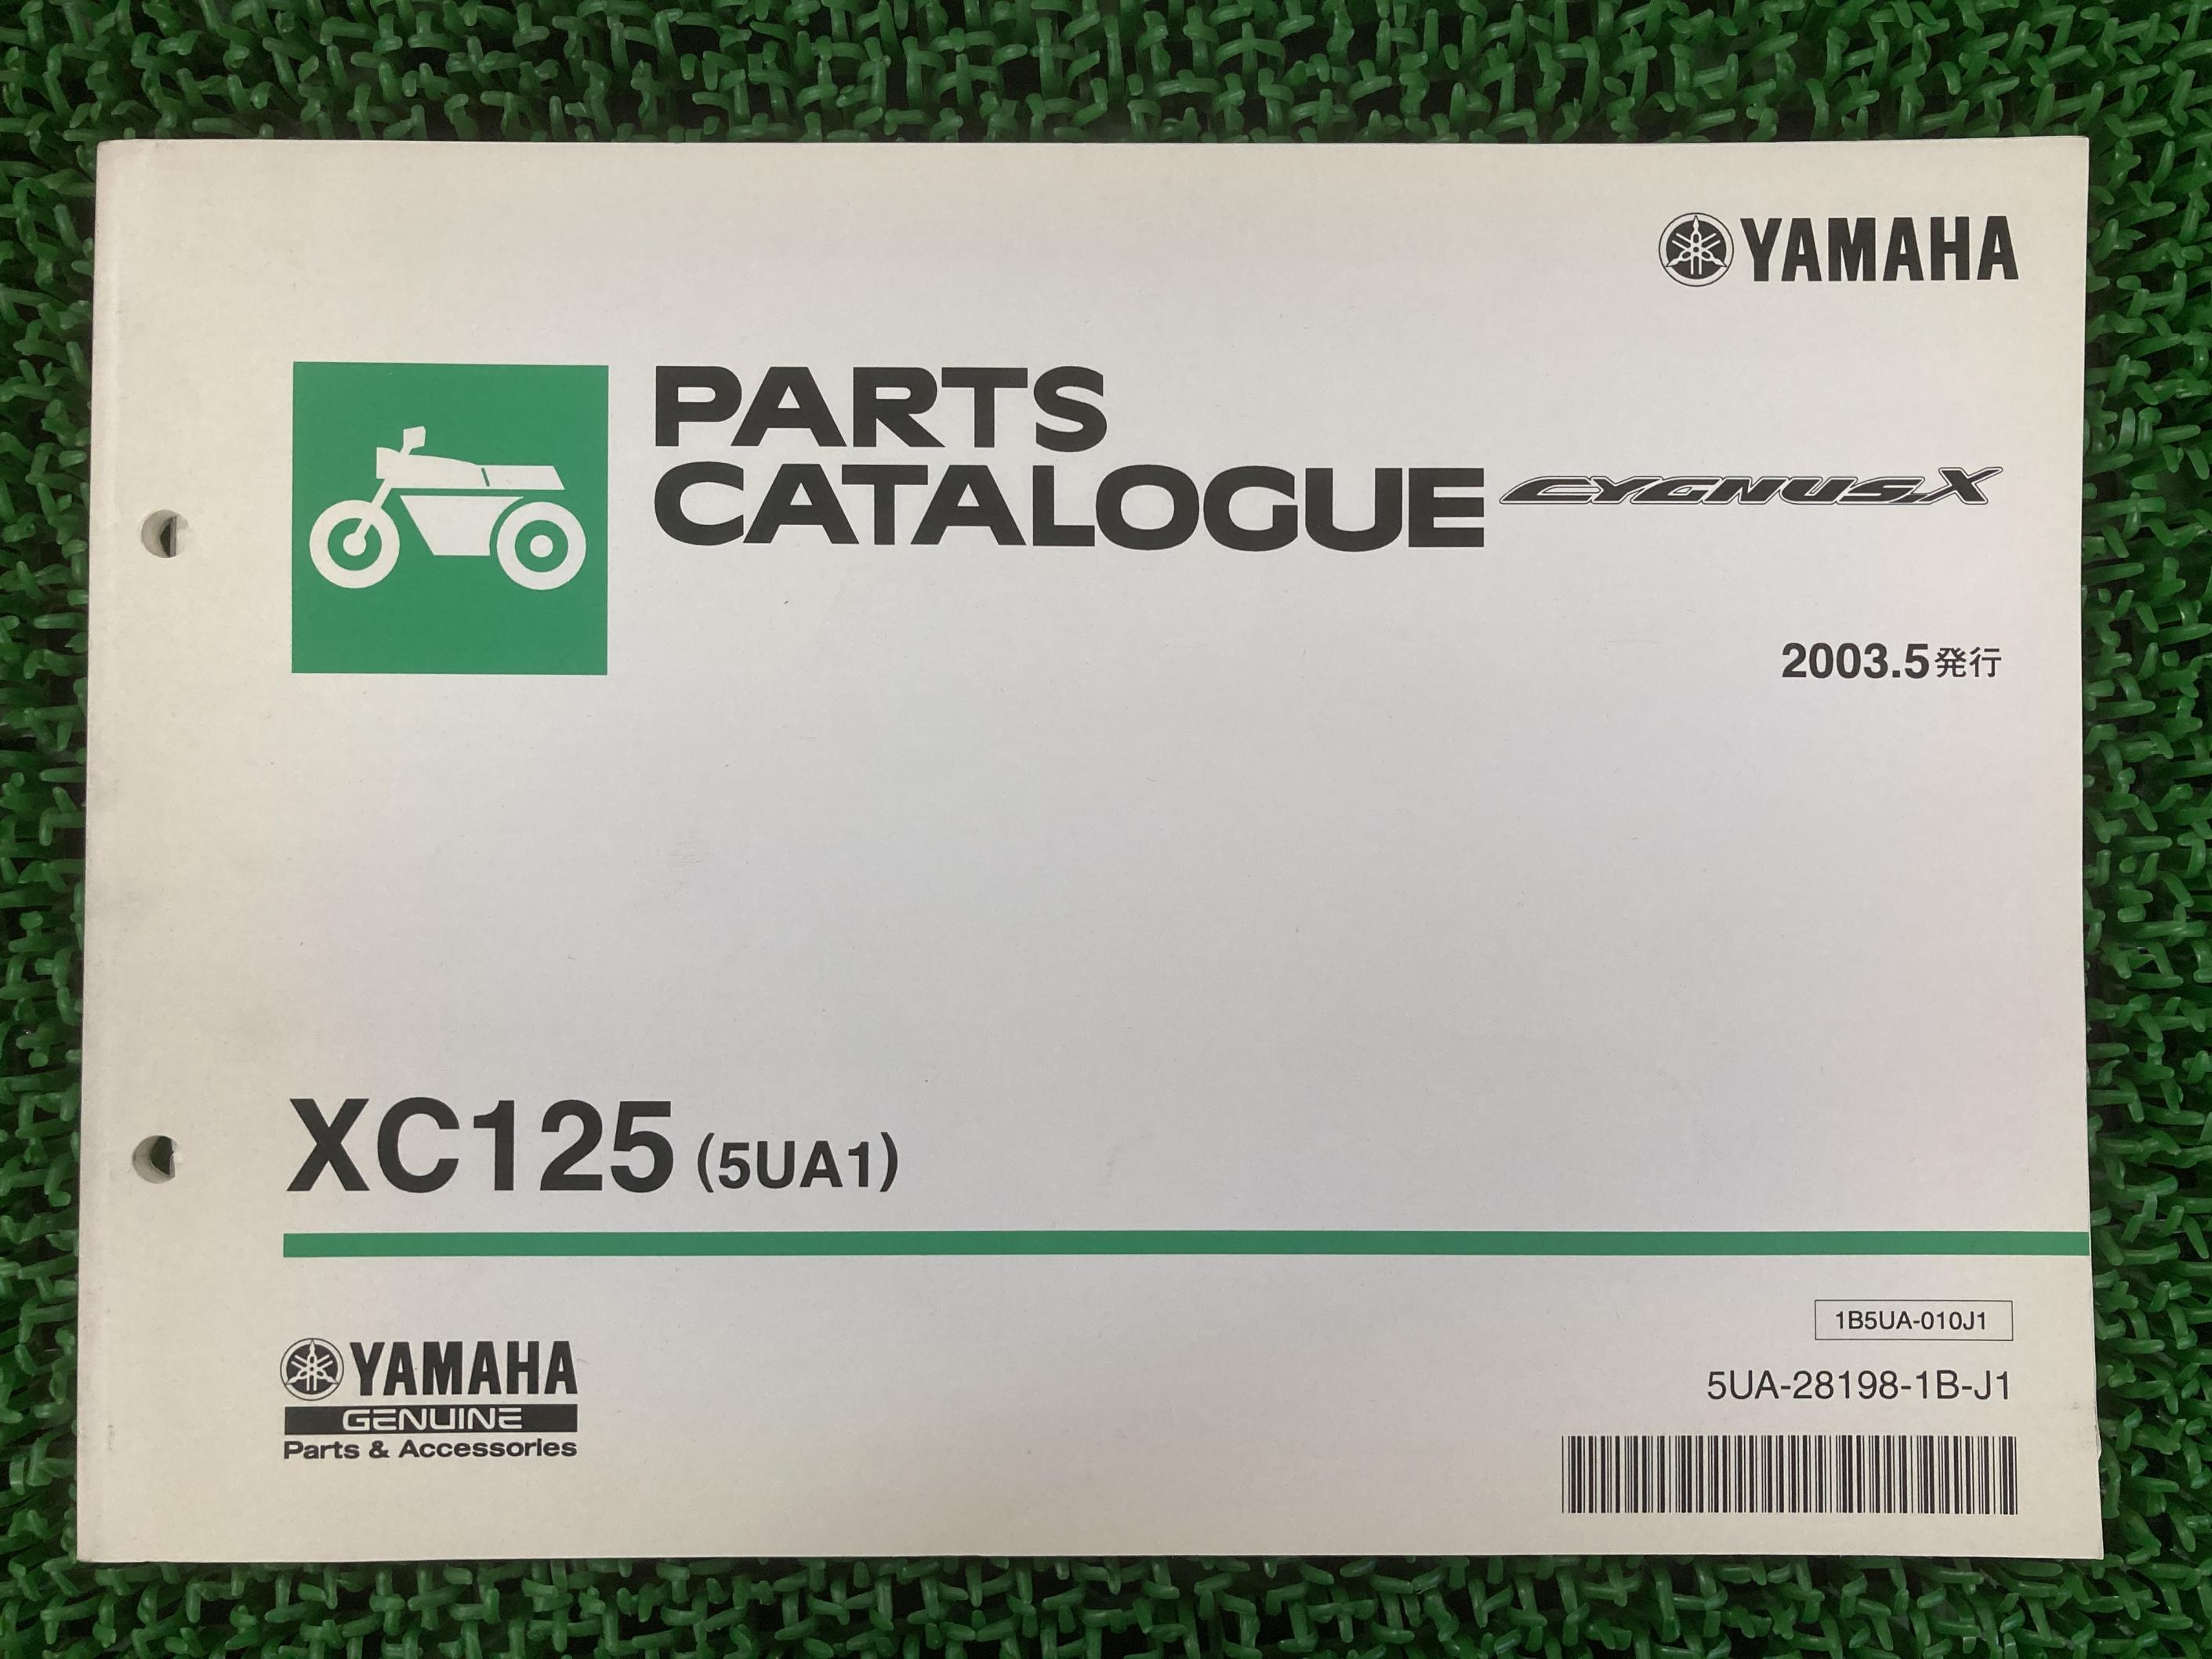 YAMAHA
PARTS
CATALOGUE CYGNUS X
2003.5発行
XC125 (5UA1)
1B5UA-010J1
5UA-28198-1B-J1
YAMAHA
GENUINE
Parts & Accessories